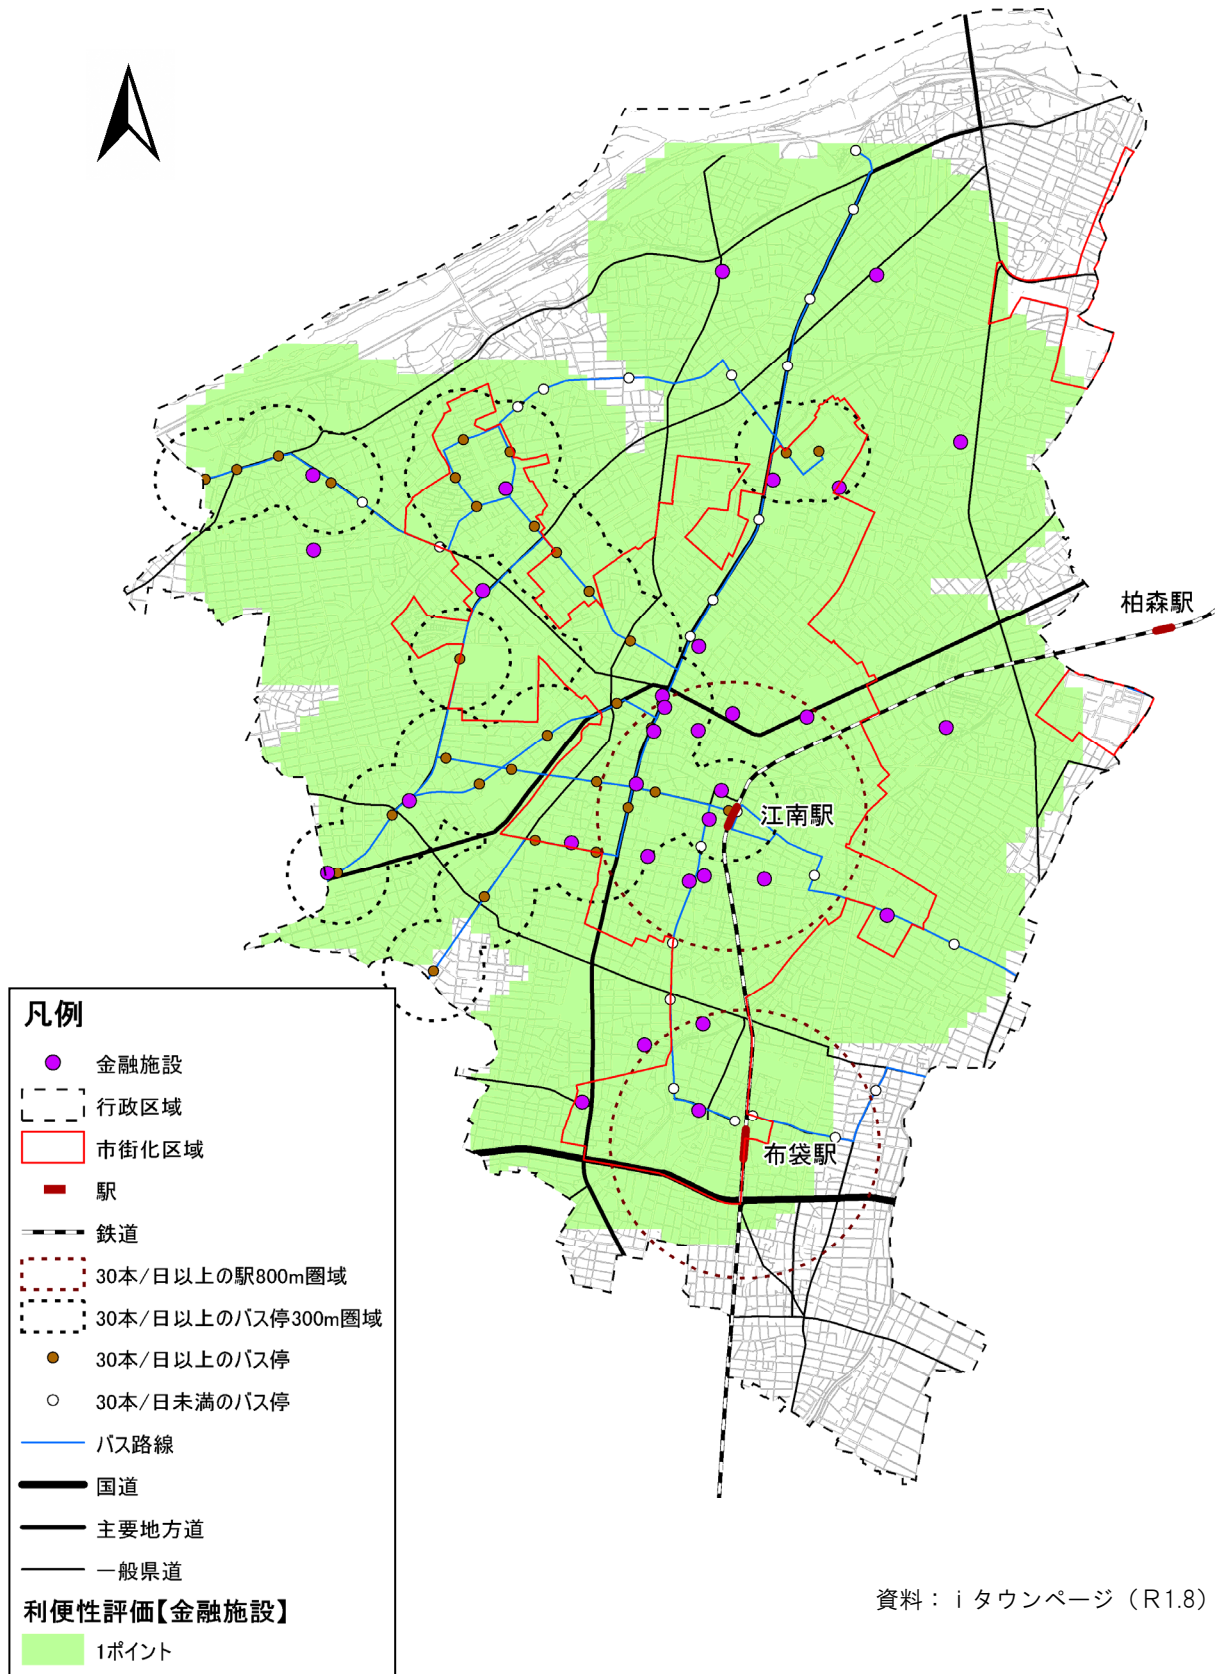 柏森駅
江南駅
布袋駅
凡例
金融施設
行政区域
市街化区域
駅
鉄道
30本/日以上の駅800m圏域
30本/日以上のバス停300m圏域
30本/日以上のバス停
30本/日未満のバス停
バス路線
国道
主要地方道
一般県道
利便性評価【金融施設】
1ポイント
資料：ｉタウンページ（R1.8）